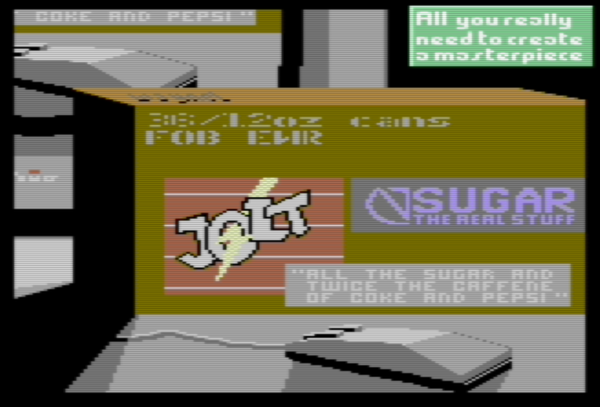 COKE AND PEPSI"
All you really
need to create
a masterpiece
36/12oz cans
FOB EWR
JOLT
SUGAR
THE REAL STUFF
"ALL THE SUGAR AND
TWICE THE CAFFENE
OF COKE AND PEPSI"